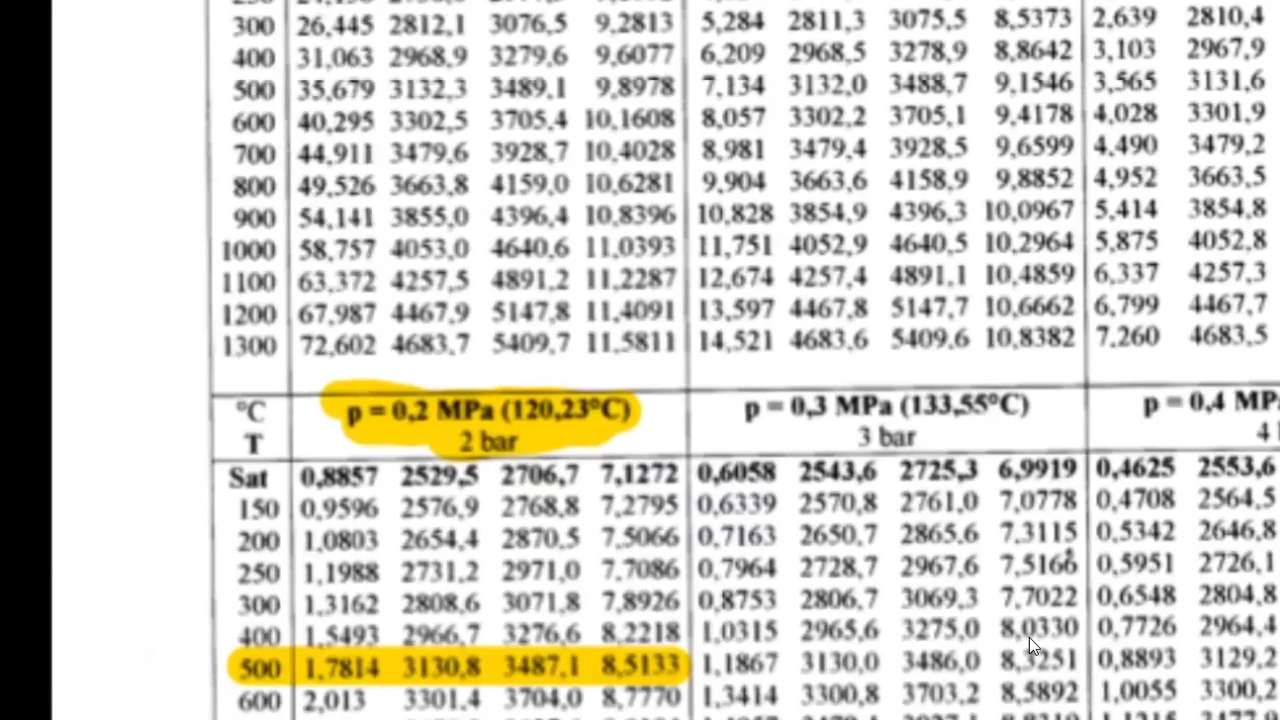 300 26,445 2812,1 3076,5 9,2813 5,284 2811,3 3075,5 8,5373 2,639 2810,4
400 31,063 2968,9 3279,6 9,6077 6,209 2968,5 3278,9 8,8642 3,103 2967,9
500 35,679 3132,3 3489,1 9,8978 7,134 3132,0 3488,7 9,1546 3,565 3131,6
600 40,295 3302,5 3705,4 10,1608 8,057 3302,2 3705,1 9,4178 4,028 3301,9
700 44,911 3479,6 3928,7 10,4028 8,981 3479,4 3928,5 9,6599 4,490 3479,2
800 49,526 3663,8 4159,0 10,6281 9,904 3663,6 4158,9 9,8852 4,952 3663,5
900 54,141 3855,0 4396,4 10,8396 10,828 3854,9 4396,3 10,0967 5,414 3854,8
1000 58,757 4053,0 4640,6 11,0393 11,751 4052,9 4640,5 10,2964 5,875 4052,8
1100 63,372 4257,5 4891,2 11,2287 12,674 4257,4 4891,1 10,4859 6,337 4257,3
1200 67,987 4467,9 5147,8 11,4091 13,597 4467,8 5147,7 10,6662 6,799 4467,7
1300 72,602 4683,7 5409,7 11,5811 14,521 4683,6 5409,6 10,8382 7,260 4683,5
°C p = 0,2 MPa (120,23°C) p = 0,3 MPa (133,55°C) p = 0,4 MP
T 2 bar 3 bar 4
Sat 0,8857 2529,5 2706,7 7,1272 0,6058 2543,6 2725,3 6,9919 0,4625 2553,6
150 0,9596 2576,9 2768,8 7,2795 0,6339 2570,8 2761,0 7,0778 0,4708 2564,5
200 1,0803 2654,4 2870,5 7,5066 0,7163 2650,7 2865,6 7,3115 0,5342 2646,8
250 1,1988 2731,2 2971,0 7,7086 0,7964 2728,7 2967,6 7,5166 0,5951 2726,1
300 1,3162 2808,6 3071,8 7,8926 0,8753 2806,7 3069,3 7,7022 0,6548 2804,8
400 1,5493 2966,7 3276,6 8,2218 1,0315 2965,6 3275,0 8,0330 0,7726 2964,4
500 1,7814 3130,8 3487,1 8,5133 1,1867 3130,0 3486,0 8,3251 0,8893 3129,2
600 2,013 3301,4 3704,0 8,7770 1,3414 3300,8 3703,2 8,5892 1,0055 3300,2